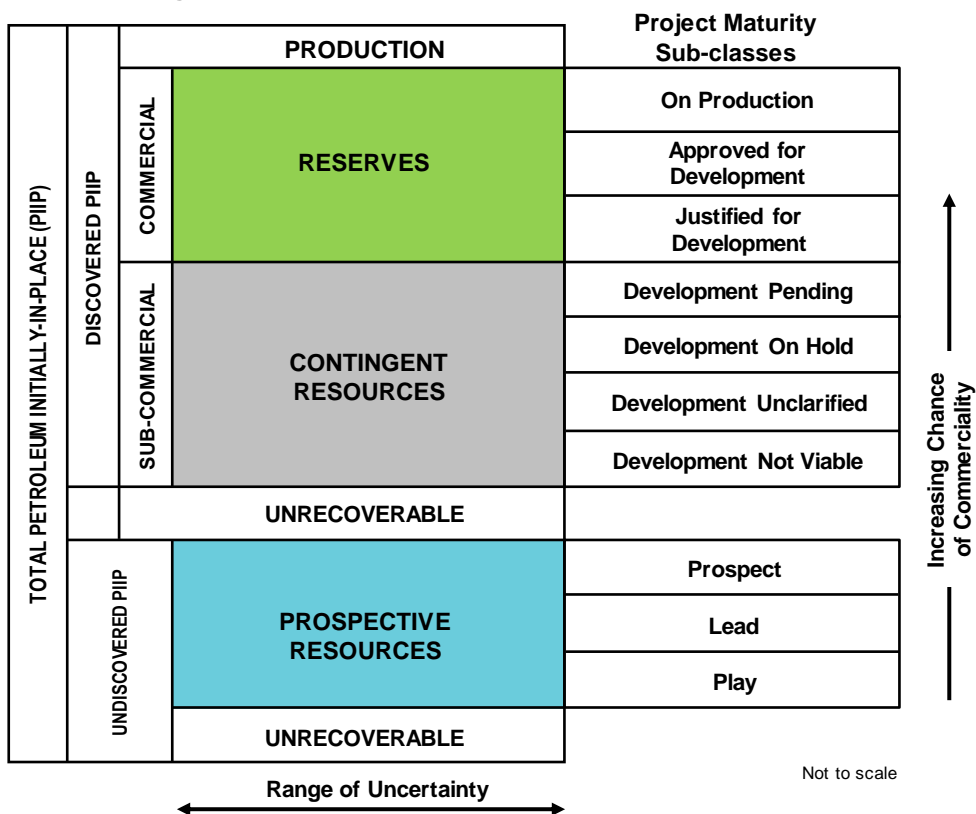 Project Maturity
Sub-classes
PRODUCTION
TOTAL PETROLEUM INITIALLY-IN-PLACE (PIIP)
DISCOVERED PIIP
COMMERCIAL
RESERVES
On Production
Approved for
Development
Justified for
Development
SUB-COMMERCIAL
CONTINGENT
RESOURCES
Development Pending
Development On Hold
Development Unclarified
Development Not Viable
UNRECOVERABLE
UNDISCOVERED PIIP
PROSPECTIVE
RESOURCES
Prospect
Lead
Play
UNRECOVERABLE
Increasing Chance
of Commerciality
Not to scale
Range of Uncertainty